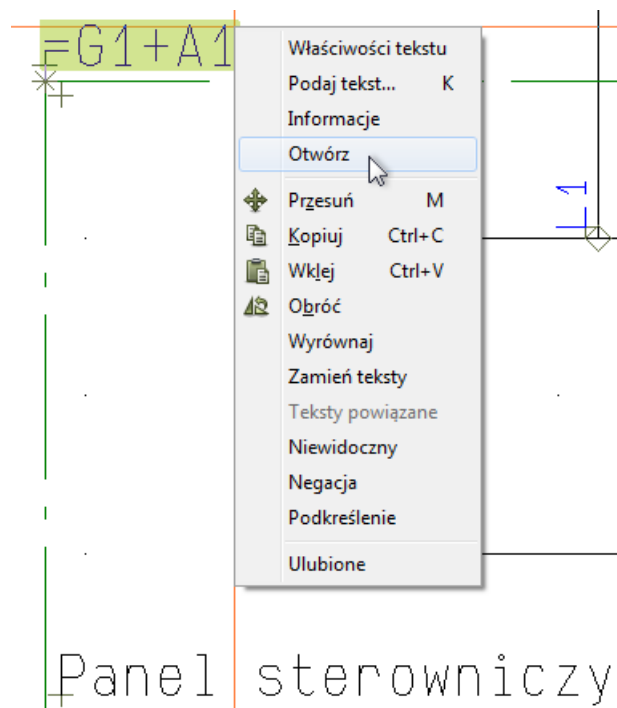 =G1+A1
Właściwości tekstu
Podaj tekst... K
Informacje
Otwórz
Przesuń M
Kopiuj Ctrl+C
Wklej Ctrl+V
Obróć
Wyrównaj
Zamień teksty
Teksty powiązane
Niewidoczny
Negacja
Podkreślenie
Ulubione
L1
Panel sterowniczy